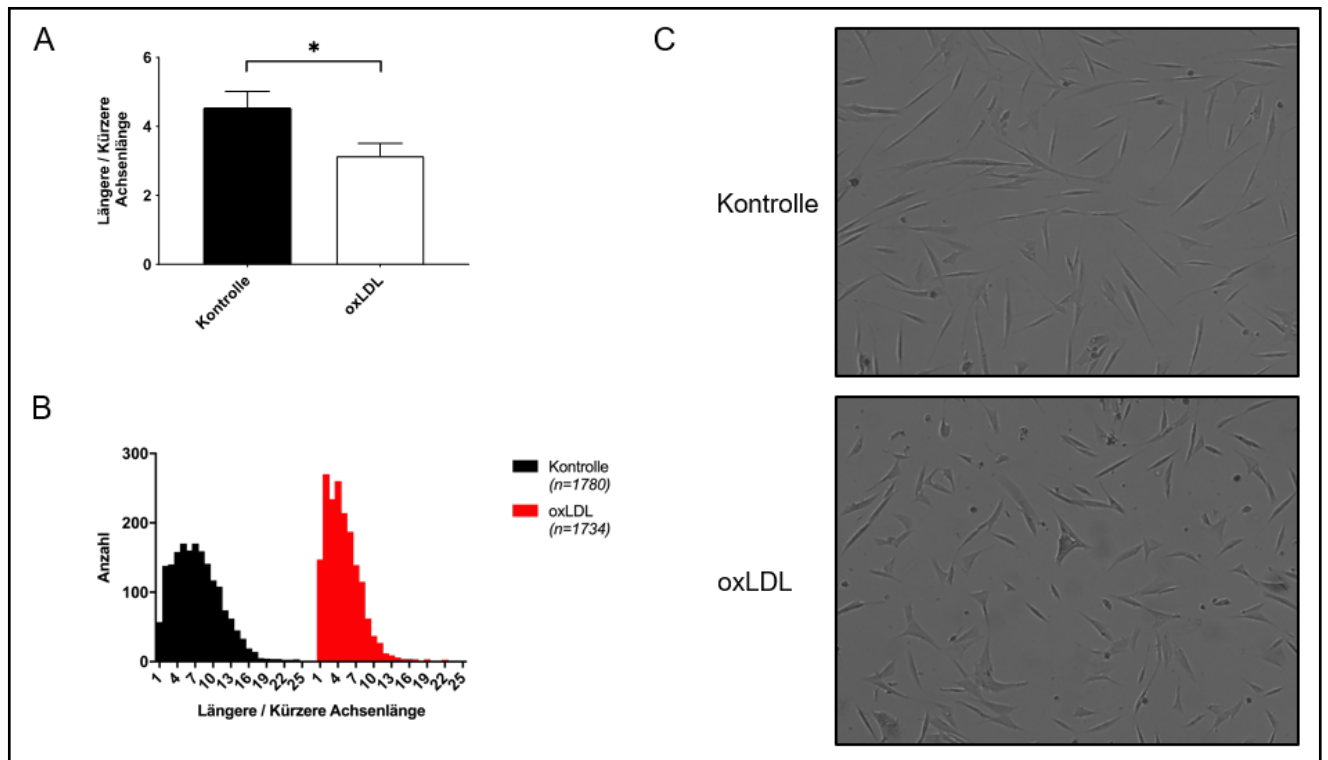 A
6
4
2
0
Längere / Kürzere
Achsenlänge
*
Kontrolle
oxLDL
B
300
200
100
0
Anzahl
1 4 7 10 13 16 19 22 25 1 4 7 10 13 16 19 22 25
Längere / Kürzere Achsenlänge
Kontrolle
(n=1780)
oxLDL
(n=1734)
C
Kontrolle
oxLDL